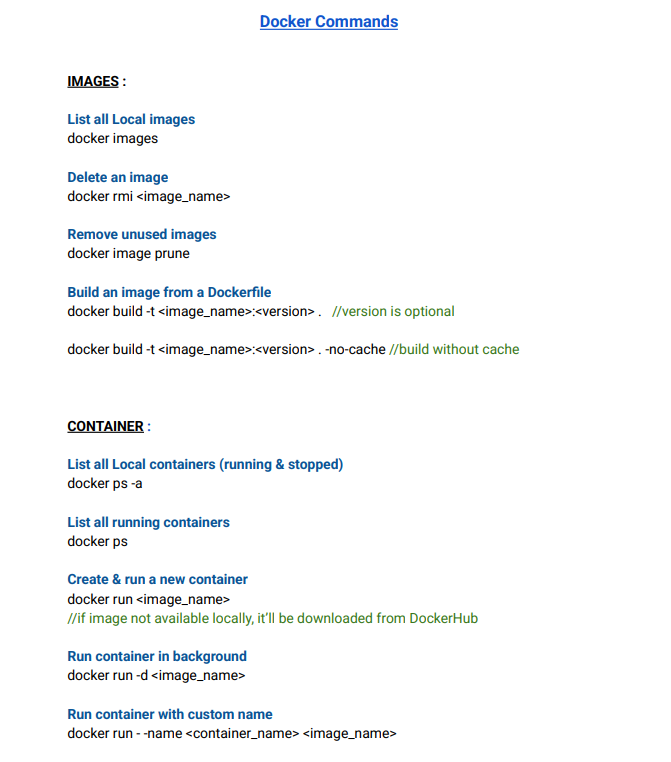 Docker Commands
IMAGES :
List all Local images
docker images
Delete an image
docker rmi <image_name>
Remove unused images
docker image prune
Build an image from a Dockerfile
docker build -t <image_name>:<version> . //version is optional
docker build -t <image_name>:<version> . -no-cache //build without cache
CONTAINER :
List all Local containers (running & stopped)
docker ps -a
List all running containers
docker ps
Create & run a new container
docker run <image_name>
//if image not available locally, it’ll be downloaded from DockerHub
Run container in background
docker run -d <image_name>
Run container with custom name
docker run - -name <container_name> <image_name>